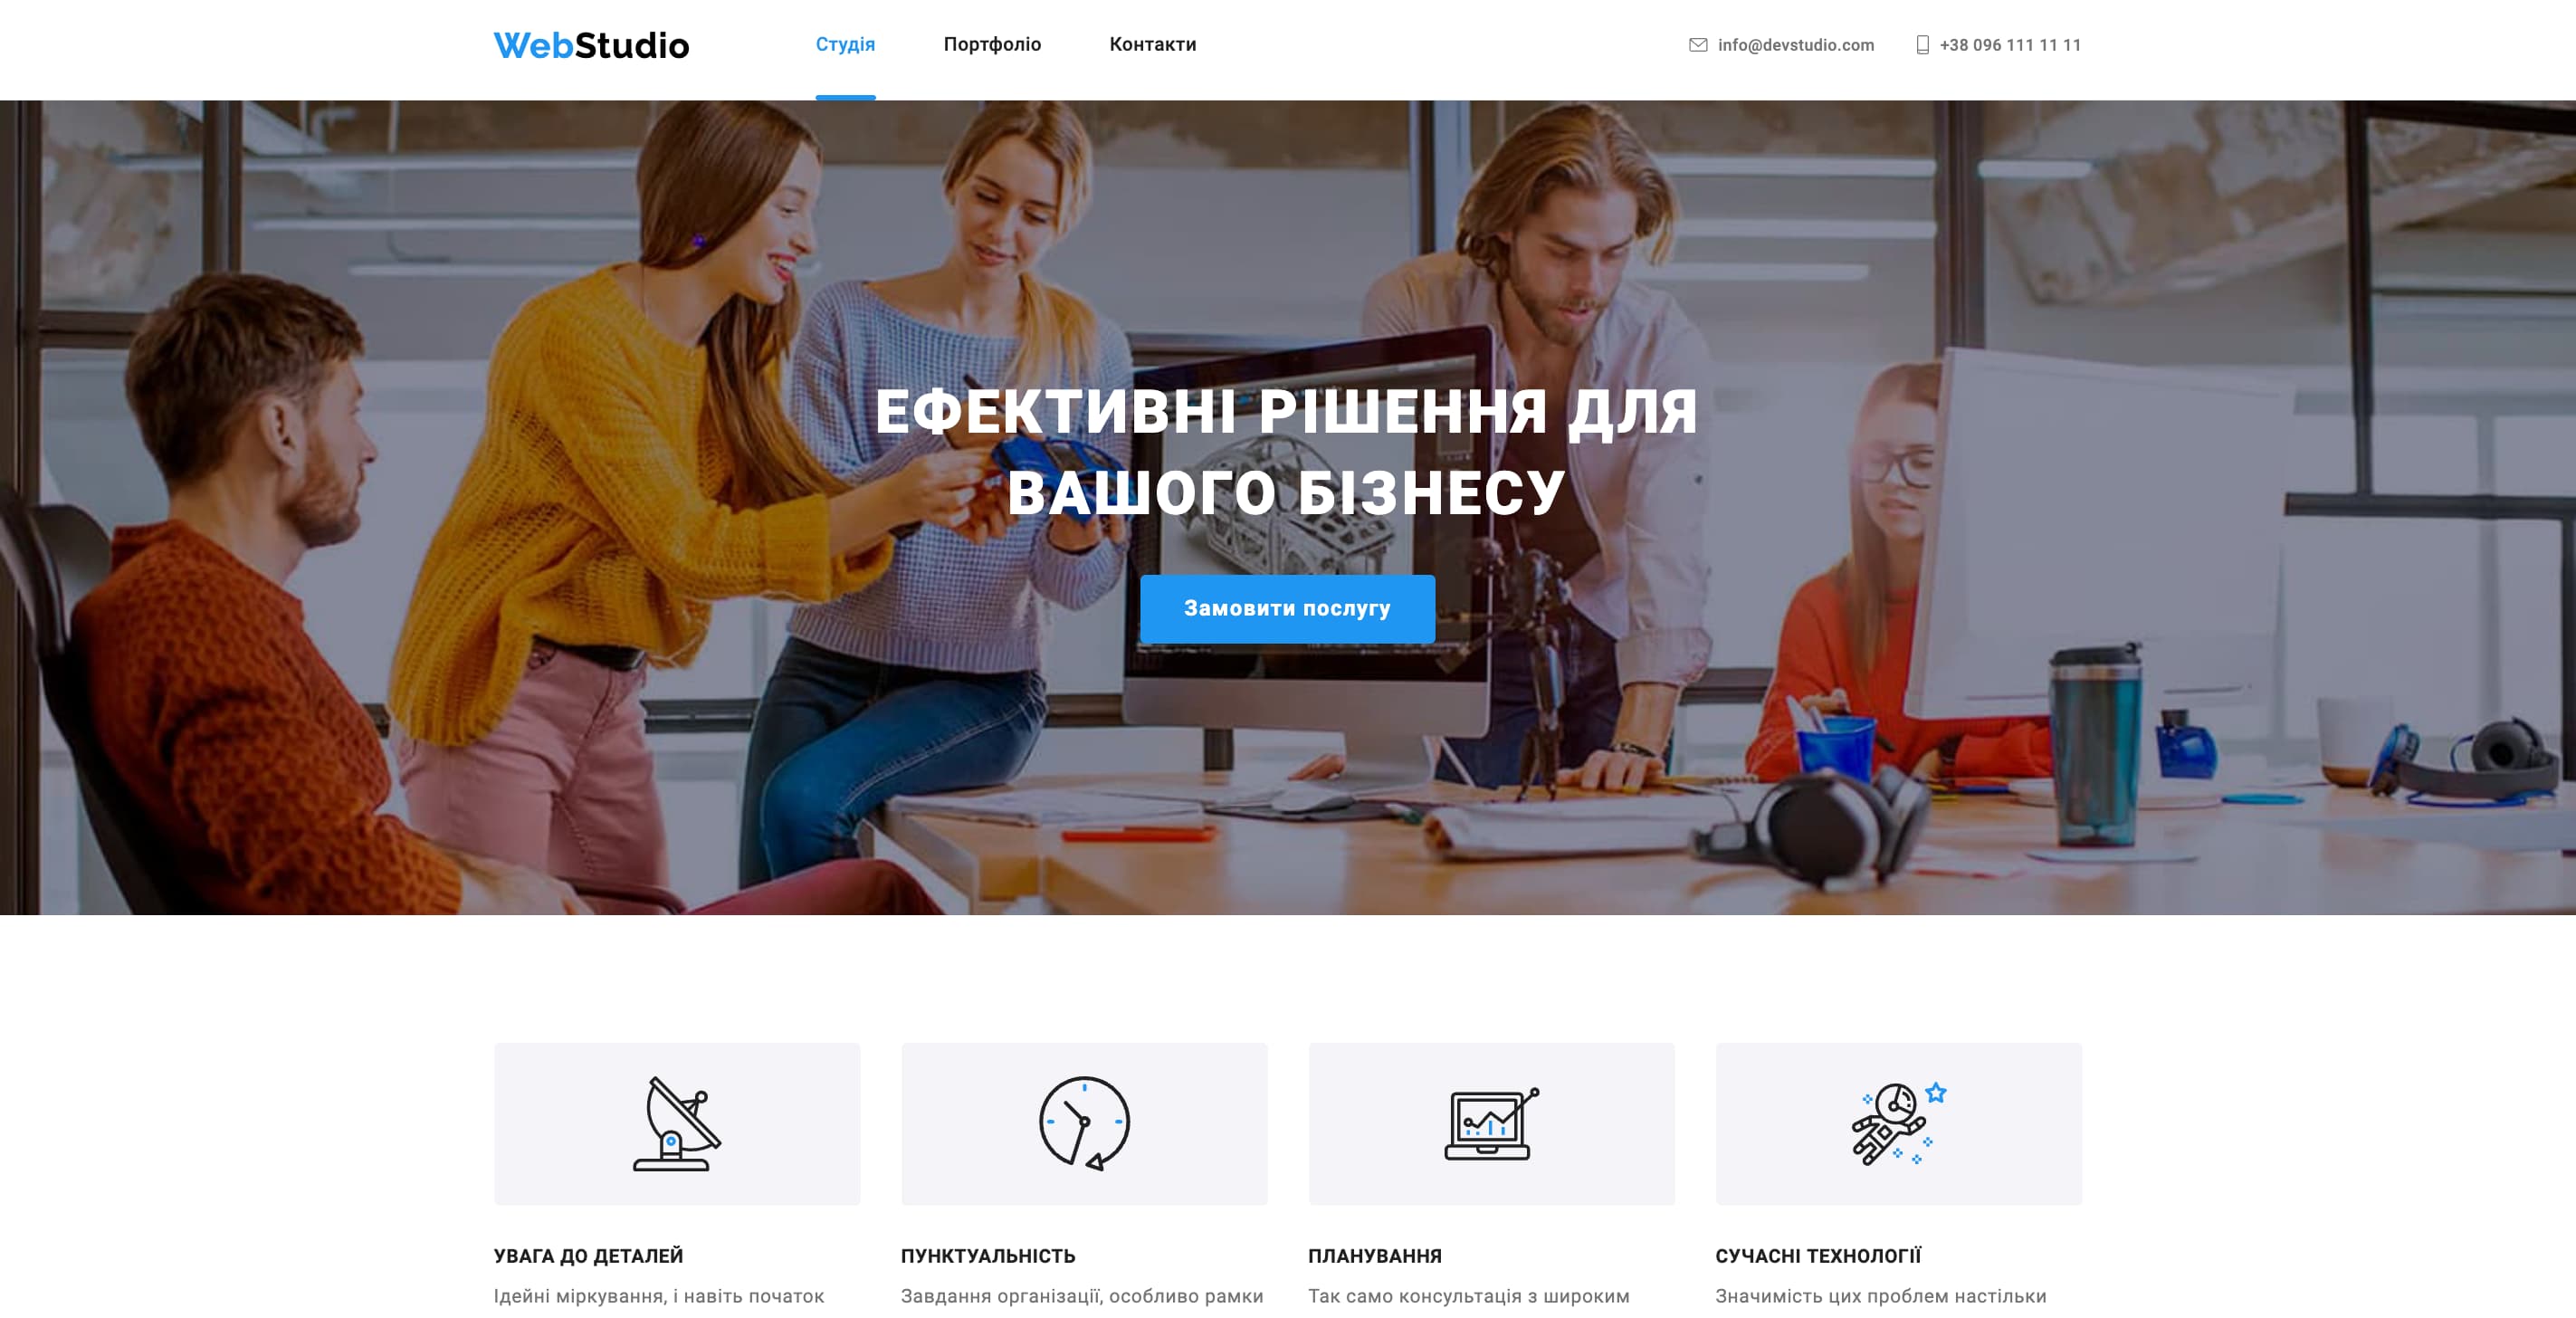 WebStudio
Студія
Портфоліо
Контакти
info@devstudio.com
+38 096 111 11 11
ЕФЕКТИВНІ РІШЕННЯ ДЛЯ
ВАШОГО БІЗНЕСУ
Замовити послугу
УВАГА ДО ДЕТАЛЕЙ
Ідейні міркування, і навіть початок
ПУНКТУАЛЬНІСТЬ
Завдання організації, особливо рамки
ПЛАНУВАННЯ
Так само консультація з широким
СУЧАСНІ ТЕХНОЛОГІЇ
Значимість цих проблем настільки